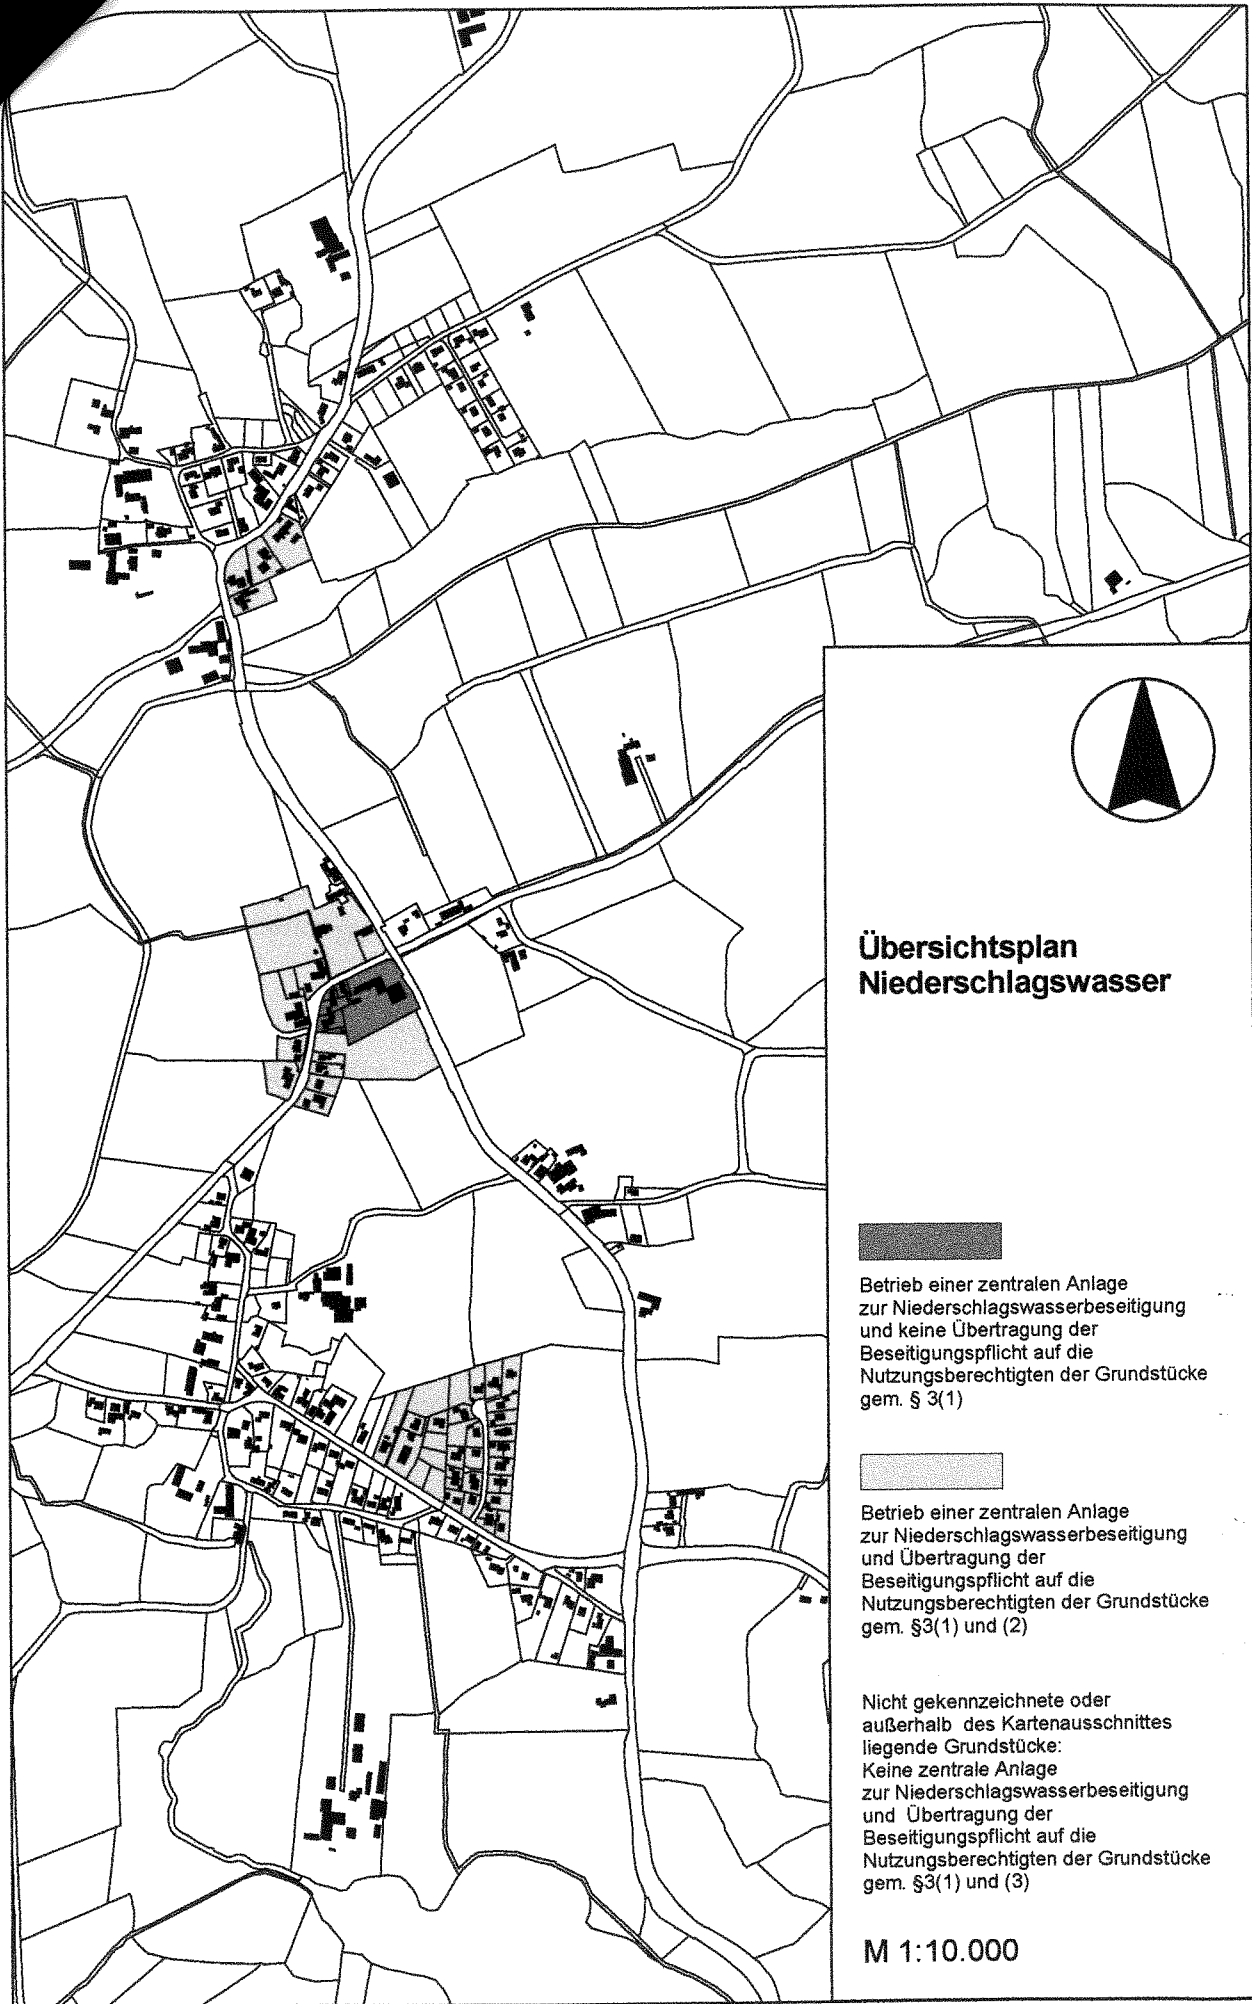 Übersichtsplan
Niederschlagswasser
Betrieb einer zentralen Anlage
zur Niederschlagswasserbeseitigung
und keine Übertragung der
Beseitigungspflicht auf die
Nutzungsberechtigten der Grundstücke
gem. § 3(1)
Betrieb einer zentralen Anlage
zur Niederschlagswasserbeseitigung
und Übertragung der
Beseitigungspflicht auf die
Nutzungsberechtigten der Grundstücke
gem. §3(1) und (2)
Nicht gekennzeichnete oder
außerhalb des Kartenausschnittes
liegende Grundstücke:
Keine zentrale Anlage
zur Niederschlagswasserbeseitigung
und Übertragung der
Beseitigungspflicht auf die
Nutzungsberechtigten der Grundstücke
gem. §3(1) und (3)
M 1:10.000